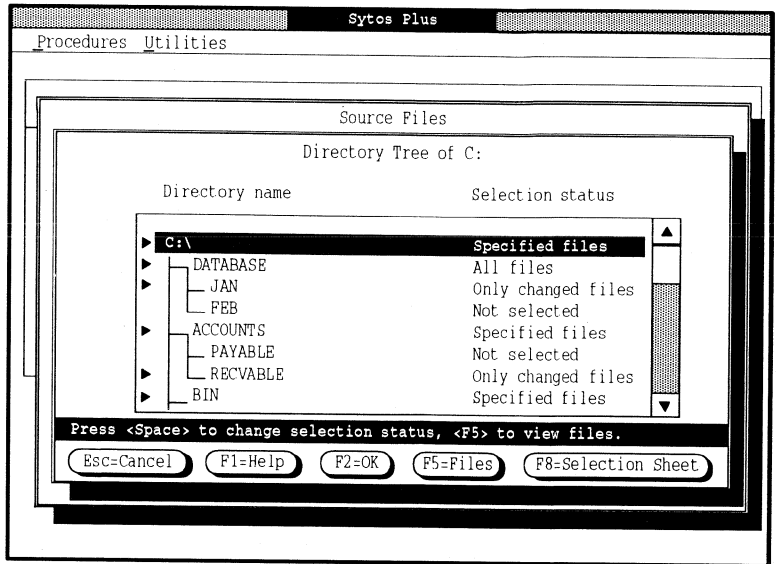 Sytos Plus
Procedures Utilities
Source Files
Directory Tree of C:
Directory name Selection status
C:\ Specified files
DATABASE All files
JAN Only changed files
FEB Not selected
ACCOUNTS Specified files
PAYABLE Not selected
RECVABLE Only changed files
BIN Specified files
Press <Space> to change selection status, <F5> to view files.
Esc=Cancel F1=Help F2=OK F5=Files F8=Selection Sheet